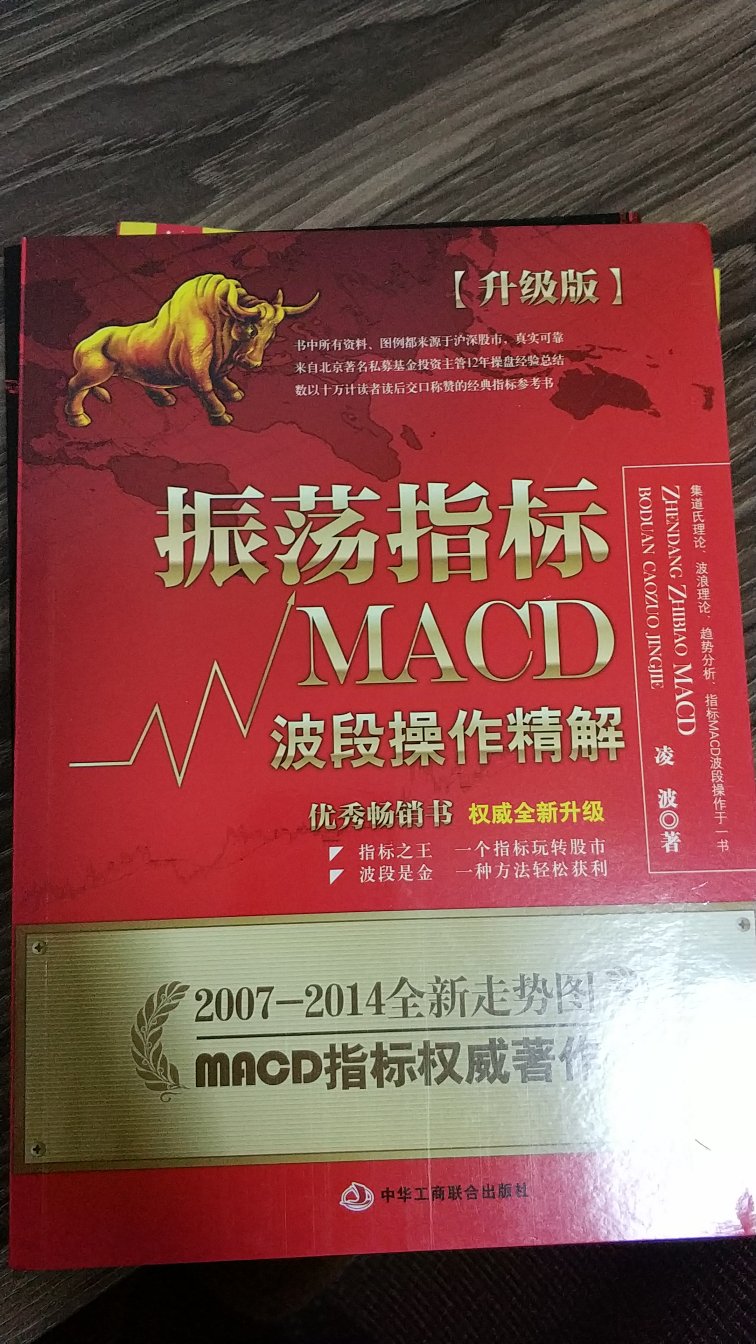 【升级版】
书中所有资料、图例都来源于沪深股市，真实可靠
来自北京著名私募基金投资主管12年操盘经验总结
数以十万计读者读后交口称赞的经典指标参考书
振荡指标
MACD
波段操作精解
优秀畅销书 权威全新升级
指标之王 一个指标玩转股市
波段是金 一种方法轻松获利
集道氏理论、波浪理论、趋势分析、指标MACD波段操作于一书
ZHENDANG ZHIBIAO MACD
BODUAN CAOZUO JINGJIE
凌波◎著
2007-2014全新走势图
MACD指标权威著作
中华工商联合出版社